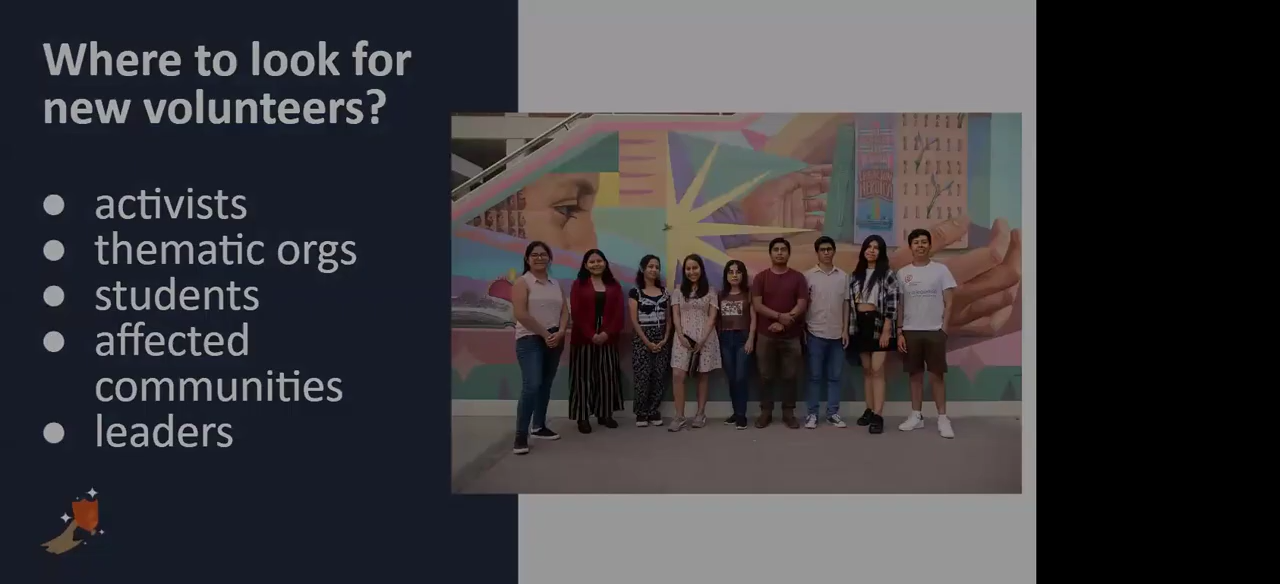 Where to look for
new volunteers?
● activists
● thematic orgs
● students
● affected
communities
● leaders